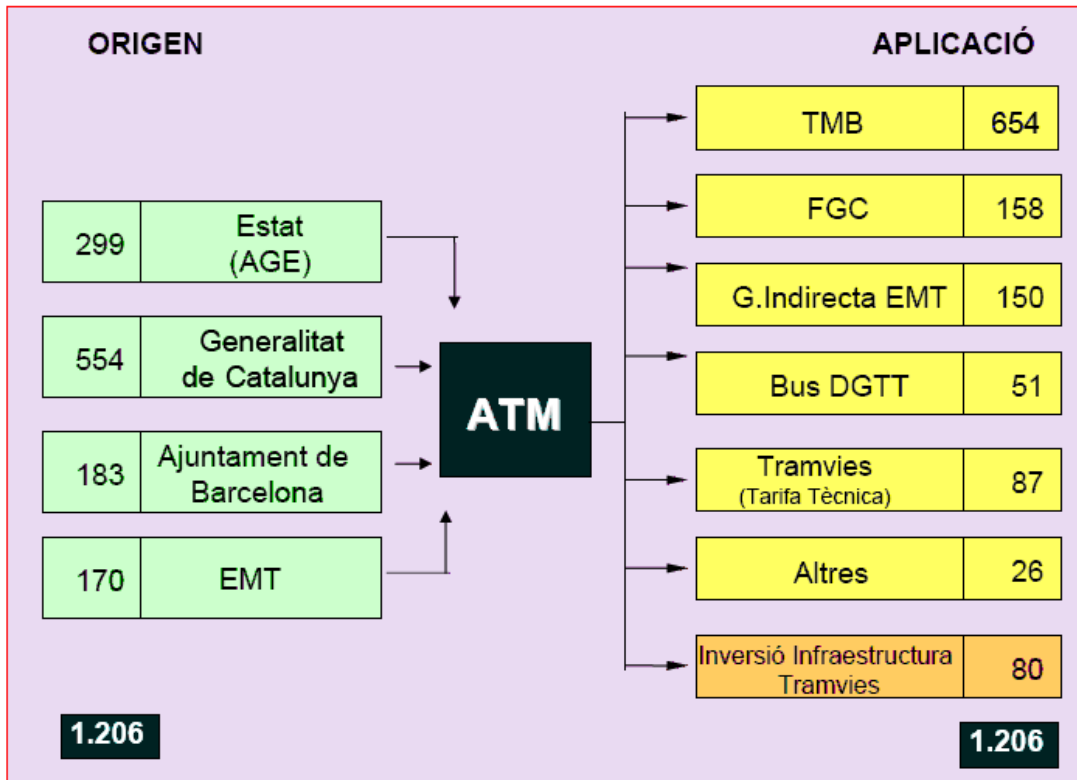 ORIGEN
APLICACIÓ
299
Estat
(AGE)
554
Generalitat
de Catalunya
183
Ajuntament de
Barcelona
170
EMT
ATM
TMB
654
FGC
158
G.Indirecta EMT
150
Bus DGTT
51
Tramvies
(Tarifa Tècnica)
87
Altres
26
Inversió Infraestructura
Tramvies
80
1.206
1.206